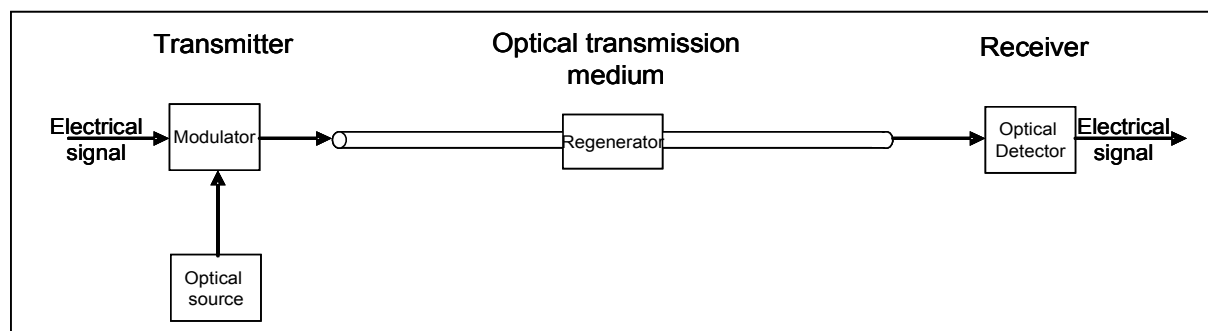 Transmitter
Optical transmission
medium
Receiver
Electrical
signal
Modulator
Regenerator
Optical
Detector
Electrical
signal
Optical
source